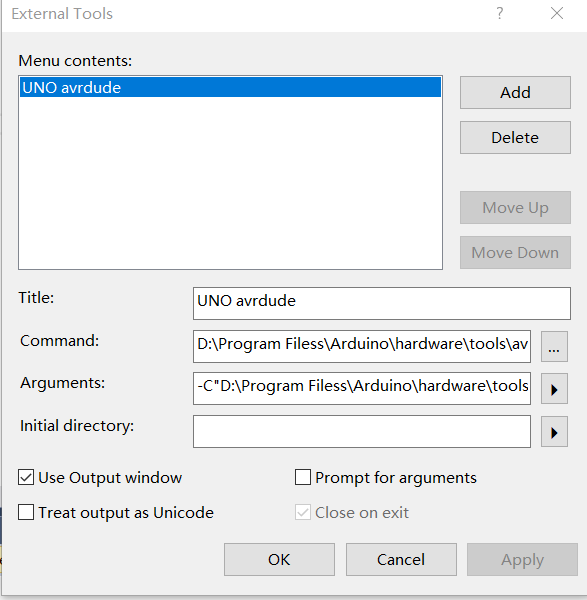 External Tools
?
Menu contents:
UNO avrdude
Add
Delete
Move Up
Move Down
Title:
UNO avrdude
Command:
D:\Program Filess\Arduino\hardware\tools\av
...
Arguments:
-C"D:\Program Filess\Arduino\hardware\tools
Initial directory:
Use Output window
Prompt for arguments
Treat output as Unicode
Close on exit
OK
Cancel
Apply